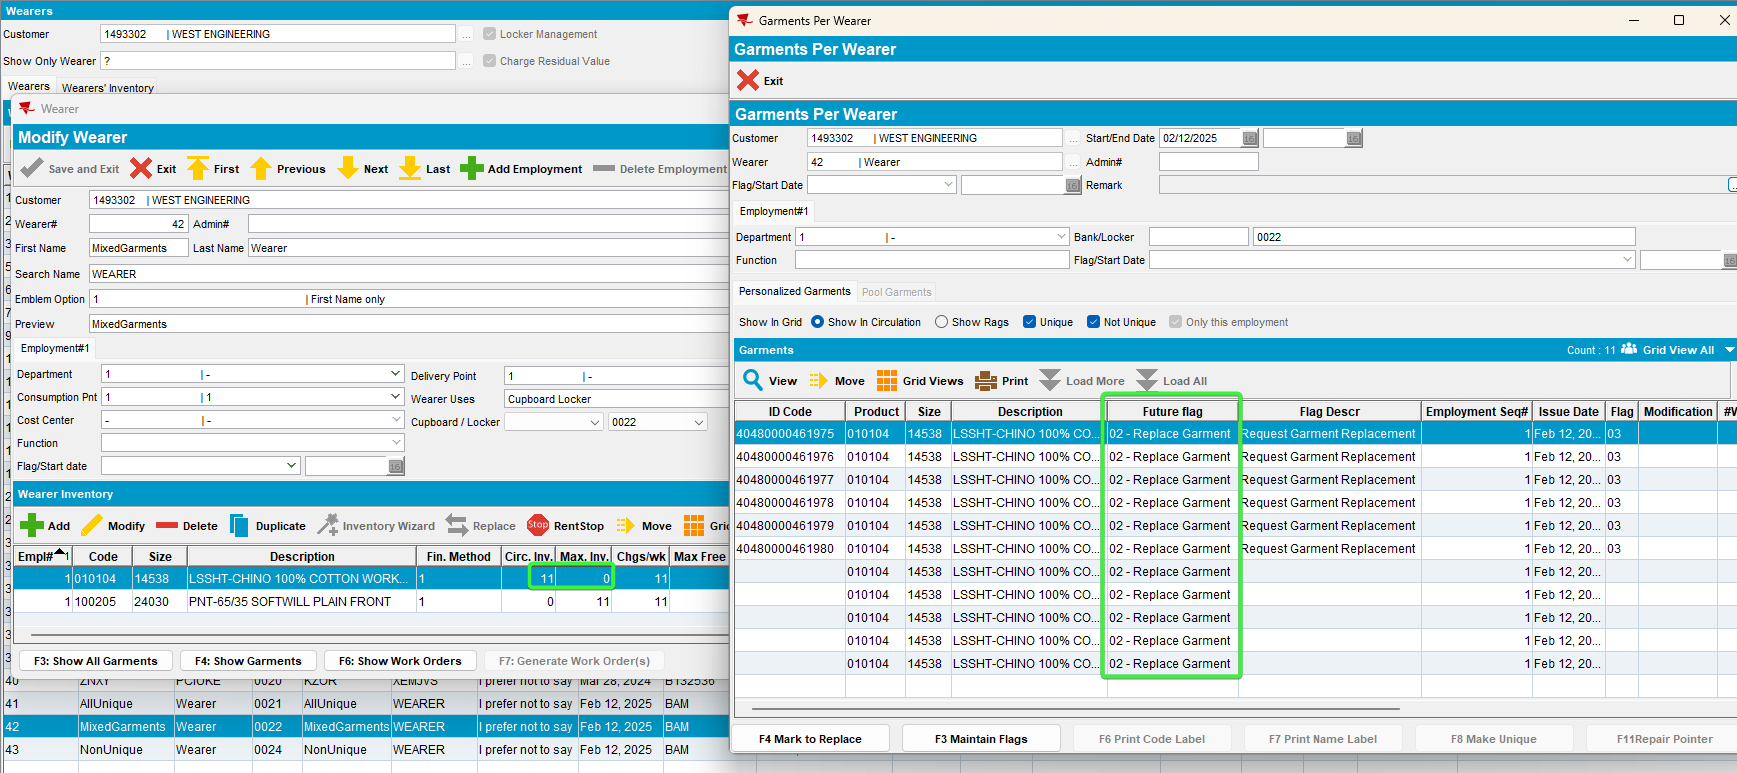 Wearers
Customer 1493302 | WEST ENGINEERING ... Locker Management
Show Only Wearer ? ... Charge Residual Value
Wearers Wearers' Inventory
Wearer
Modify Wearer
Save and Exit Exit First Previous Next Last Add Employment Delete Employment
Customer 1493302 | WEST ENGINEERING
Wearer# 42 Admin#
First Name MixedGarments Last Name Wearer
Search Name WEARER
Emblem Option 1 | First Name only
Preview MixedGarments
Employment#1
Department 1 | - Delivery Point 1 | -
Consumption Pnt 1 | 1 Wearer Uses Cupboard Locker
Cost Center - | - Cupboard / Locker 0022
Function
Flag/Start date 16
Wearer Inventory
Add Modify Delete Duplicate Inventory Wizard Replace Stop RentStop Move Gri
Empl# 1 Code Size Description Fin. Method Circ. Inv. Max. Inv. Chgs/wk Max Free
1 010104 14538 LSSHT-CHINO 100% COTTON WORK... 1 11 0 11
1 100205 24030 PNT-65/35 SOFTWILL PLAIN FRONT 1 0 11 11
F3: Show All Garments F4: Show Garments F6: Show Work Orders F7: Generate Work Order(s)
40 ZNXY PCIUKE 0020 KZOR XEMJVS I prefer not to say Mar 28, 2024 BT32536
41 AllUnique Wearer 0021 AllUnique WEARER I prefer not to say Feb 12, 2025 BAM
42 MixedGarments Wearer 0022 MixedGarments WEARER I prefer not to say Feb 12, 2025 BAM
43 NonUnique Wearer 0024 NonUnique WEARER I prefer not to say Feb 12, 2025 BAM
Garments Per Wearer
Garments Per Wearer
Exit
Garments Per Wearer
Customer 1493302 | WEST ENGINEERING ... Start/End Date 02/12/2025 16 16
Wearer 42 | Wearer ... Admin#
Flag/Start Date 16 Remark ...
Employment#1
Department 1 | - Bank/Locker 0022
Function Flag/Start Date 16
Personalized Garments Pool Garments
Show In Grid Show In Circulation Show Rags Unique Not Unique Only this employment
Garments Count : 11 Grid View All
View Move Grid Views Print Load More Load All
ID Code Product Size Description Future flag Flag Descr Employment Seq# Issue Date Flag Modification #V
40480000461975 010104 14538 LSSHT-CHINO 100% CO... 02 - Replace Garment Request Garment Replacement 1 Feb 12, 20... 03
40480000461976 010104 14538 LSSHT-CHINO 100% CO... 02 - Replace Garment Request Garment Replacement 1 Feb 12, 20... 03
40480000461977 010104 14538 LSSHT-CHINO 100% CO... 02 - Replace Garment Request Garment Replacement 1 Feb 12, 20... 03
40480000461978 010104 14538 LSSHT-CHINO 100% CO... 02 - Replace Garment Request Garment Replacement 1 Feb 12, 20... 03
40480000461979 010104 14538 LSSHT-CHINO 100% CO... 02 - Replace Garment Request Garment Replacement 1 Feb 12, 20... 03
40480000461980 010104 14538 LSSHT-CHINO 100% CO... 02 - Replace Garment Request Garment Replacement 1 Feb 12, 20... 03
010104 14538 LSSHT-CHINO 100% CO... 02 - Replace Garment 1 Feb 12, 20...
010104 14538 LSSHT-CHINO 100% CO... 02 - Replace Garment 1 Feb 12, 20...
010104 14538 LSSHT-CHINO 100% CO... 02 - Replace Garment 1 Feb 12, 20...
010104 14538 LSSHT-CHINO 100% CO... 02 - Replace Garment 1 Feb 12, 20...
010104 14538 LSSHT-CHINO 100% CO... 02 - Replace Garment 1 Feb 12, 20...
F4 Mark to Replace F3 Maintain Flags F6 Print Code Label F7 Print Name Label F8 Make Unique F11Repair Pointer